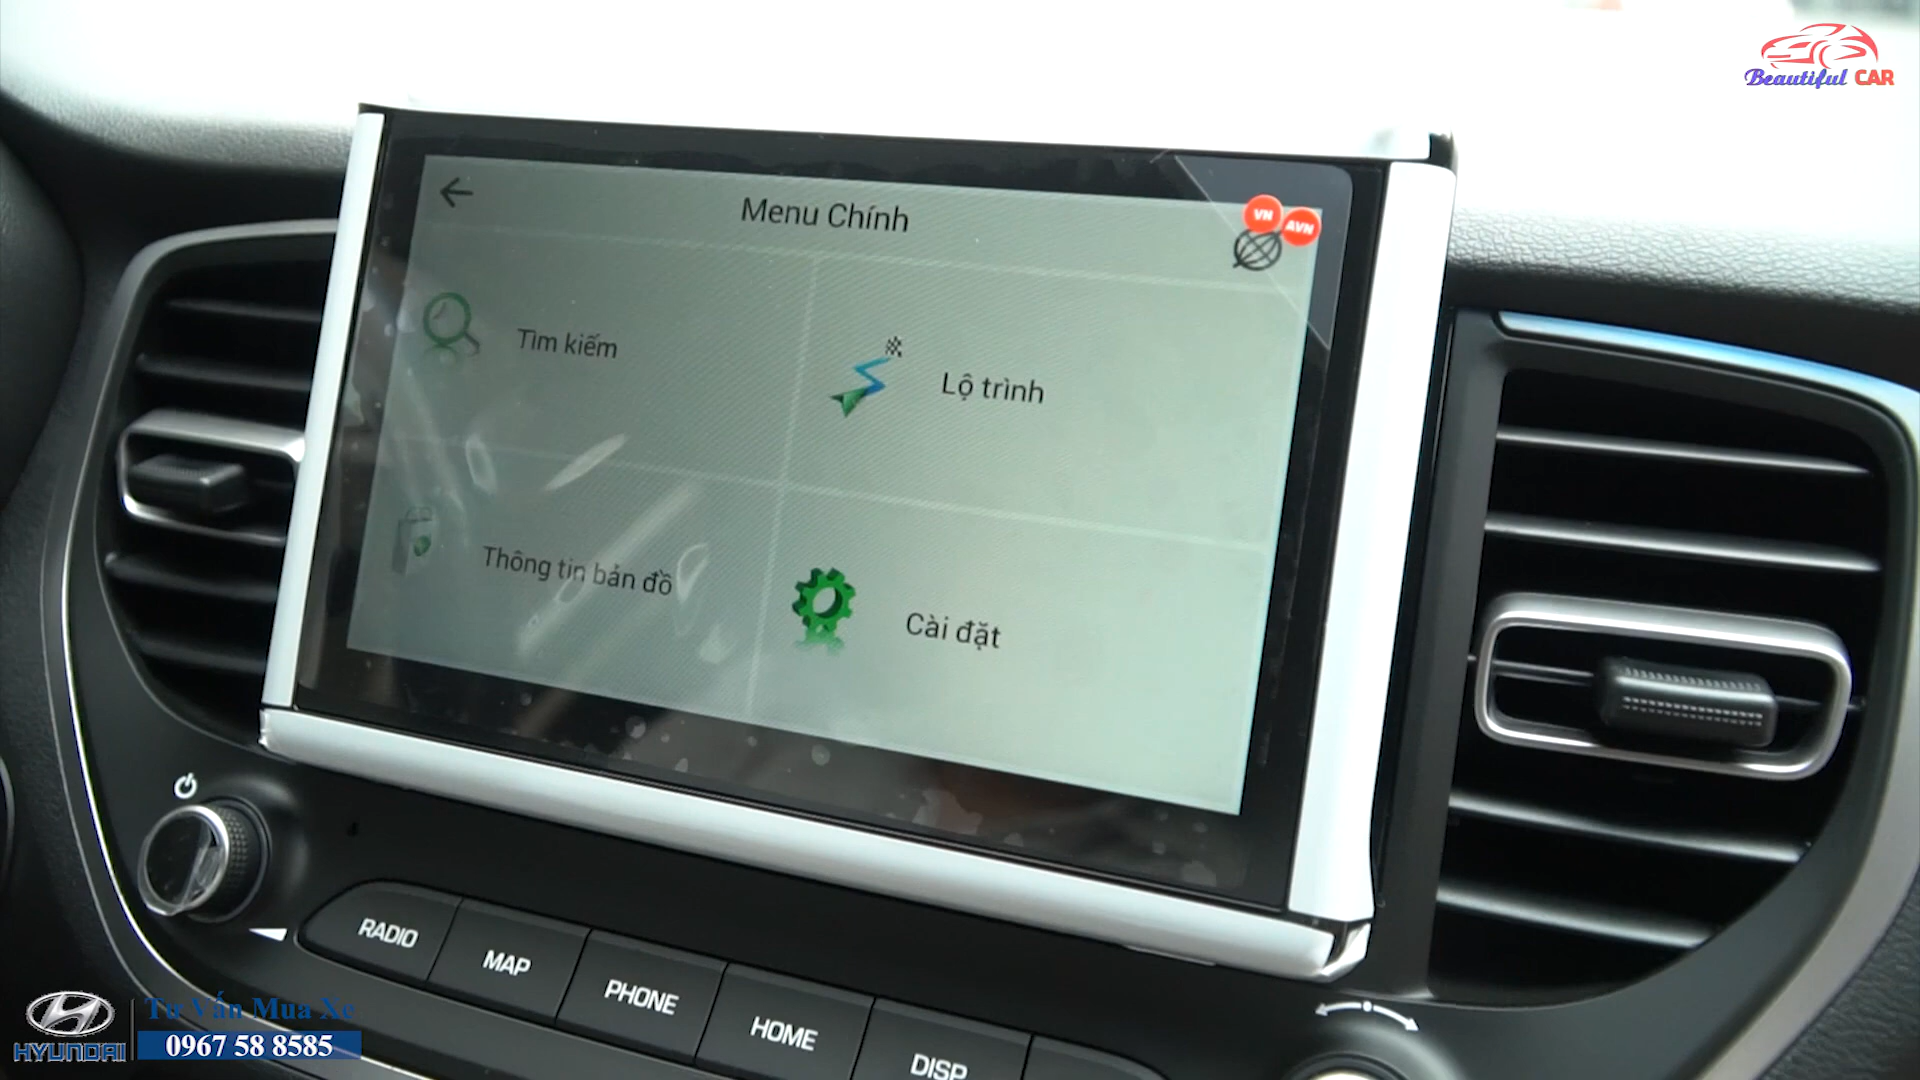 Beautiful CAR
Menu Chính
VN
AVN
Tìm kiếm
Lộ trình
Thông tin bản đồ
Cài đặt
RADIO
MAP
PHONE
HOME
DISP
HYUNDAI
Tư Vấn Mua Xe
0967 58 8585